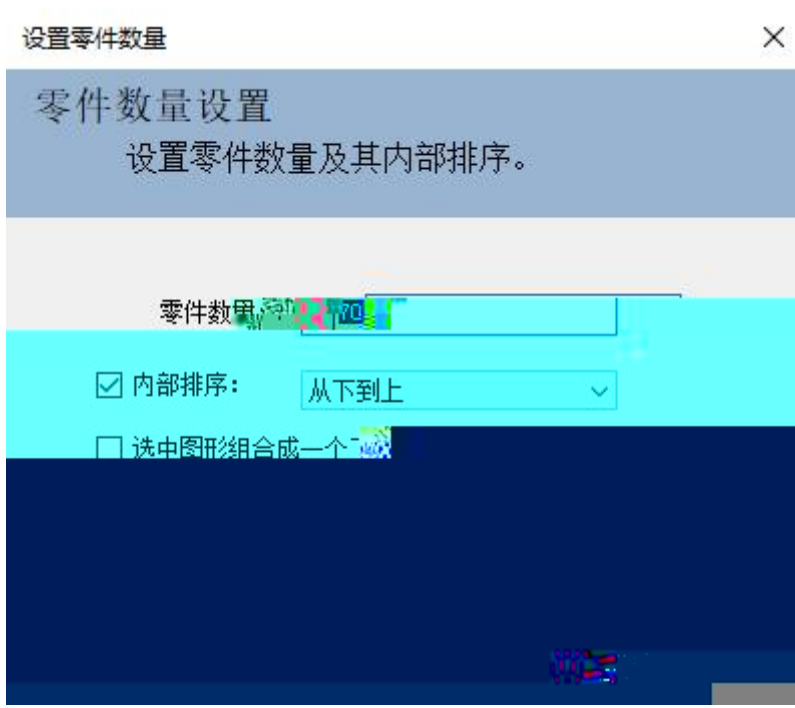 设置零件数量
零件数量设置
设置零件数量及其内部排序。
零件数量
内部排序：
从下到上
选中图形组合成一个